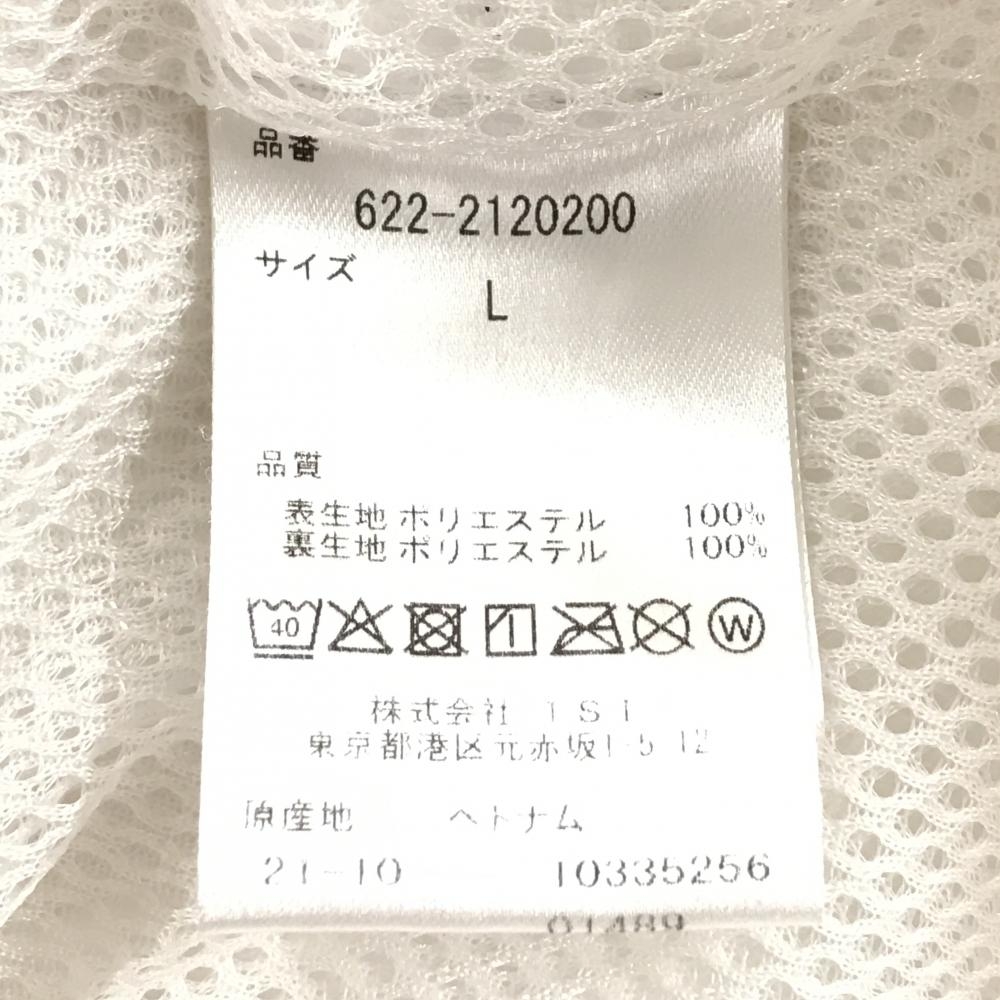 品番
622-2120200
サイズ
L
品質
表生地 ポリエステル 100%
裏生地 ポリエステル 100%
40 W
株式会社 TSI
東京都港区元赤坂1-5-12
原産地 ベトナム
21-10 10335256
01489